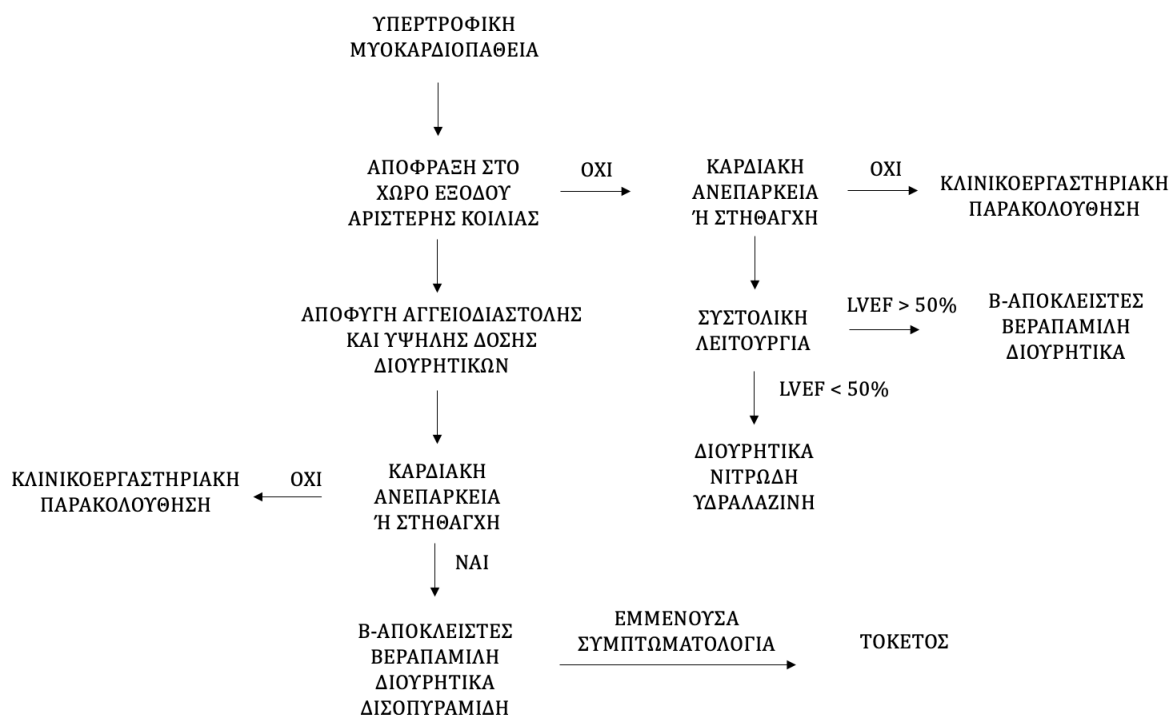 ΥΠΕΡΤΡΟΦΙΚΗ
ΜΥΟΚΑΡΔΙΟΠΑΘΕΙΑ
ΑΠΟΦΡΑΞΗ ΣΤΟ
ΧΩΡΟ ΕΞΟΔΟΥ
ΑΡΙΣΤΕΡΗΣ ΚΟΙΛΙΑΣ
ΟΧΙ
ΚΑΡΔΙΑΚΗ
ΑΝΕΠΑΡΚΕΙΑ
Ή ΣΤΗΘΑΓΧΗ
ΟΧΙ
ΚΛΙΝΙΚΟΕΡΓΑΣΤΗΡΙΑΚΗ
ΠΑΡΑΚΟΛΟΥΘΗΣΗ
ΑΠΟΦΥΓΗ ΑΓΓΕΙΟΔΙΑΣΤΟΛΗΣ
ΚΑΙ ΥΨΗΛΗΣ ΔΟΣΗΣ
ΔΙΟΥΡΗΤΙΚΩΝ
ΣΥΣΤΟΛΙΚΗ
ΛΕΙΤΟΥΡΓΙΑ
LVEF > 50%
Β-ΑΠΟΚΛΕΙΣΤΕΣ
ΒΕΡΑΠΑΜΙΛΗ
ΔΙΟΥΡΗΤΙΚΑ
LVEF < 50%
ΔΙΟΥΡΗΤΙΚΑ
ΝΙΤΡΩΔΗ
ΥΔΡΑΛΑΖΙΝΗ
ΚΑΡΔΙΑΚΗ
ΑΝΕΠΑΡΚΕΙΑ
Ή ΣΤΗΘΑΓΧΗ
ΟΧΙ
ΚΛΙΝΙΚΟΕΡΓΑΣΤΗΡΙΑΚΗ
ΠΑΡΑΚΟΛΟΥΘΗΣΗ
ΝΑΙ
Β-ΑΠΟΚΛΕΙΣΤΕΣ
ΒΕΡΑΠΑΜΙΛΗ
ΔΙΟΥΡΗΤΙΚΑ
ΔΙΣΟΠΥΡΑΜΙΔΗ
ΕΜΜΕΝΟΥΣΑ
ΣΥΜΠΤΩΜΑΤΟΛΟΓΙΑ
ΤΟΚΕΤΟΣ